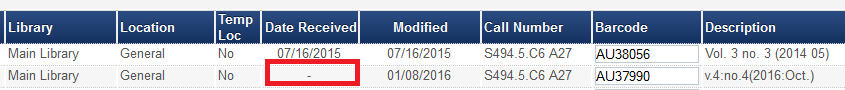 Library Location Temp Loc Date Received Modified Call Number Barcode Description
Main Library General No 07/16/2015 07/16/2015 S494.5.C6 A27 AU38056 Vol. 3 no. 3 (2014 05)
Main Library General No - 01/08/2016 S494.5.C6 A27 AU37990 v.4:no.4(2016:Oct.)